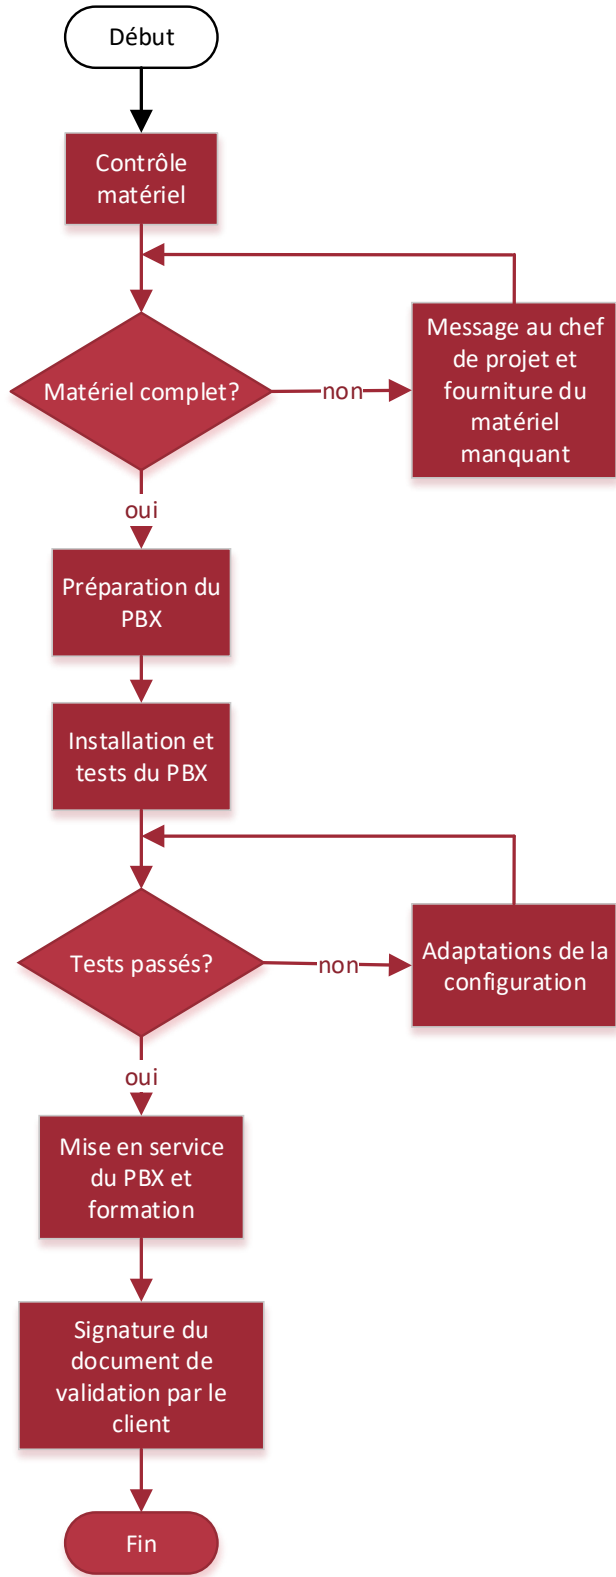 Début
Contrôle
matériel
Matériel complet?
non
Message au chef
de projet et
fourniture du
matériel
manquant
oui
Préparation du
PBX
Installation et
tests du PBX
Tests passés?
non
Adaptations de la
configuration
oui
Mise en service
du PBX et
formation
Signature du
document de
validation par le
client
Fin